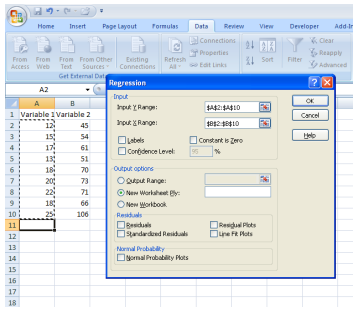 Home Insert Page Layout Formulas Data Review View Developer Add-In
From Access From Web From Text From Other Sources Existing Connections Refresh All Connections Properties Edit Links Sort Filter Clear Reapply Advanced
Get External Data
A2
A B
1 Variable 1 Variable 2
2 12 45
3 15 54
4 17 61
5 13 51
6 18 70
7 20 73
8 22 71
9 18 66
10 25 106
11
12
13
14
15
16
17
18
Regression
Input
Input Y Range: $A$2:$A$10
Input X Range: $B$2:$B$10
Labels Constant is Zero
Confidence Level: 95 %
OK
Cancel
Help
Output options
Output Range:
New Worksheet Ply:
New Workbook
Residuals
Residuals Residual Plots
Standardized Residuals Line Fit Plots
Normal Probability
Normal Probability Plots